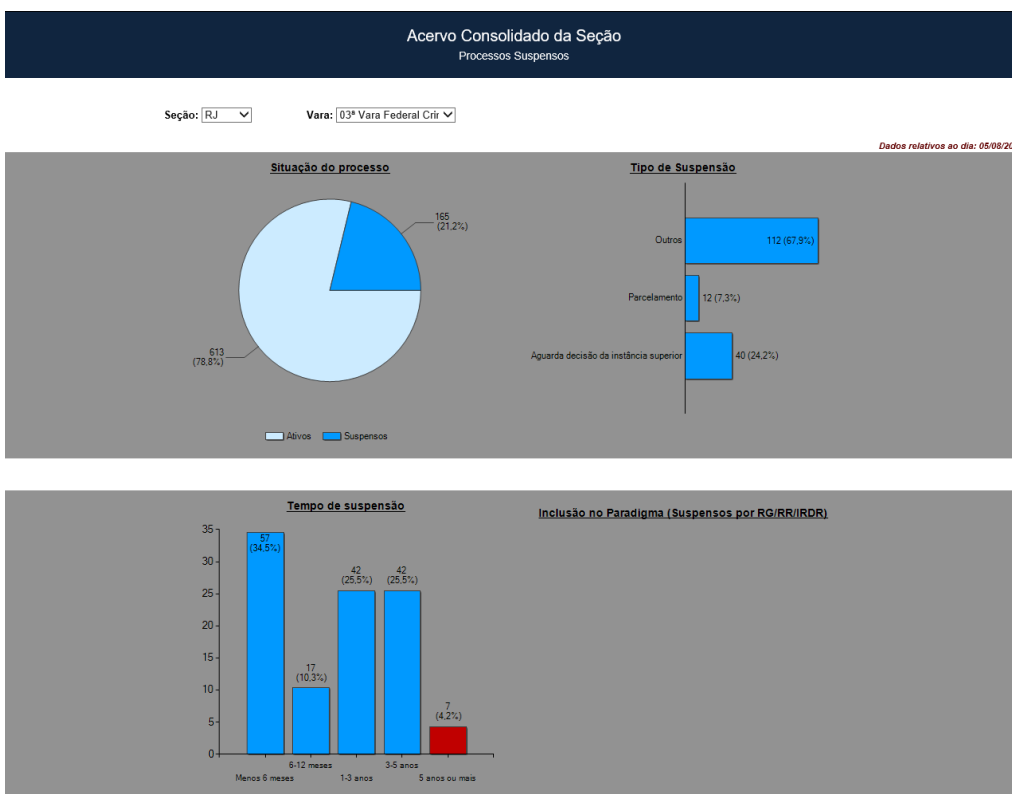 Acervo Consolidado da Seção
Processos Suspensos
Seção: RJ Vara: 03ª Vara Federal Crir
Dados relativos ao dia: 05/08/20
Situação do processo
165
(21,2%)
613
(78,8%)
Ativos Suspensos
Tipo de Suspensão
Outros 112 (67,9%)
Parcelamento 12 (7,3%)
Aguarda decisão da instância superior 40 (24,2%)
Tempo de suspensão
35
30
25
20
15
10
5
0
57
(34,5%)
17
(10,3%)
42
(25,5%)
42
(25,5%)
7
(4,2%)
Menos 6 meses
6-12 meses
1-3 anos
3-5 anos
5 anos ou mais
Inclusão no Paradigma (Suspensos por RG/RR/IRDR)